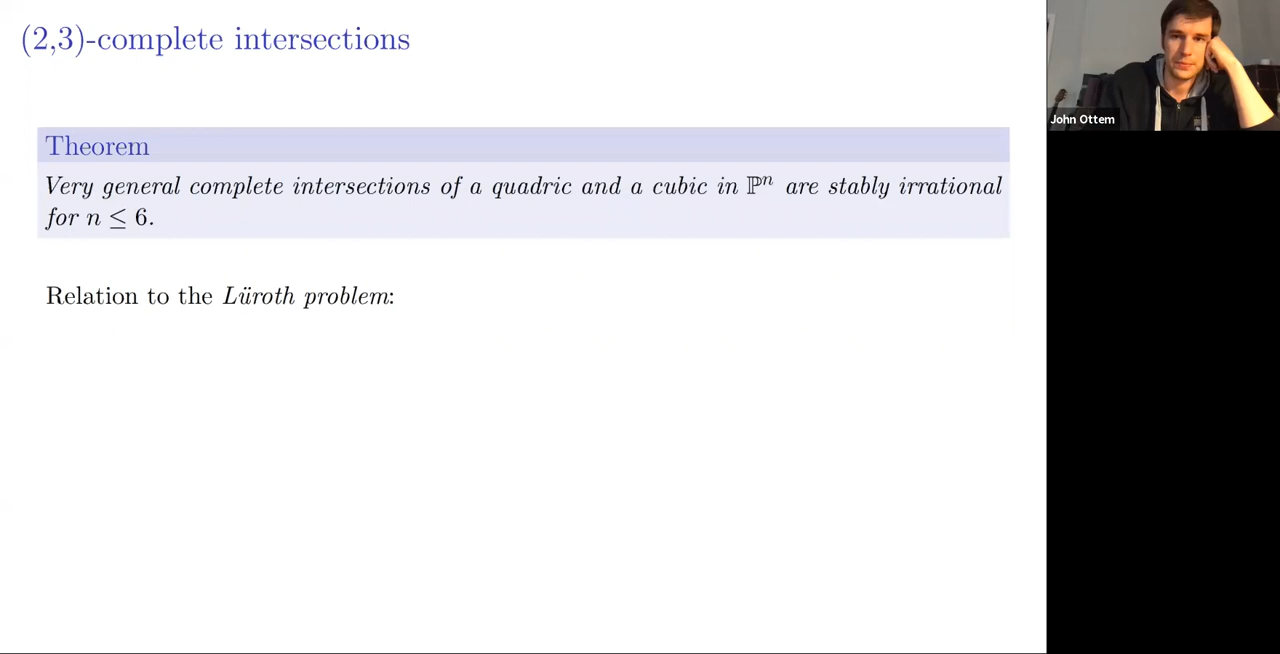 (2,3)-complete intersections
Theorem
Very general complete intersections of a quadric and a cubic in ℙⁿ are stably irrational
for n ≤ 6.
Relation to the Lüroth problem:
John Ottem